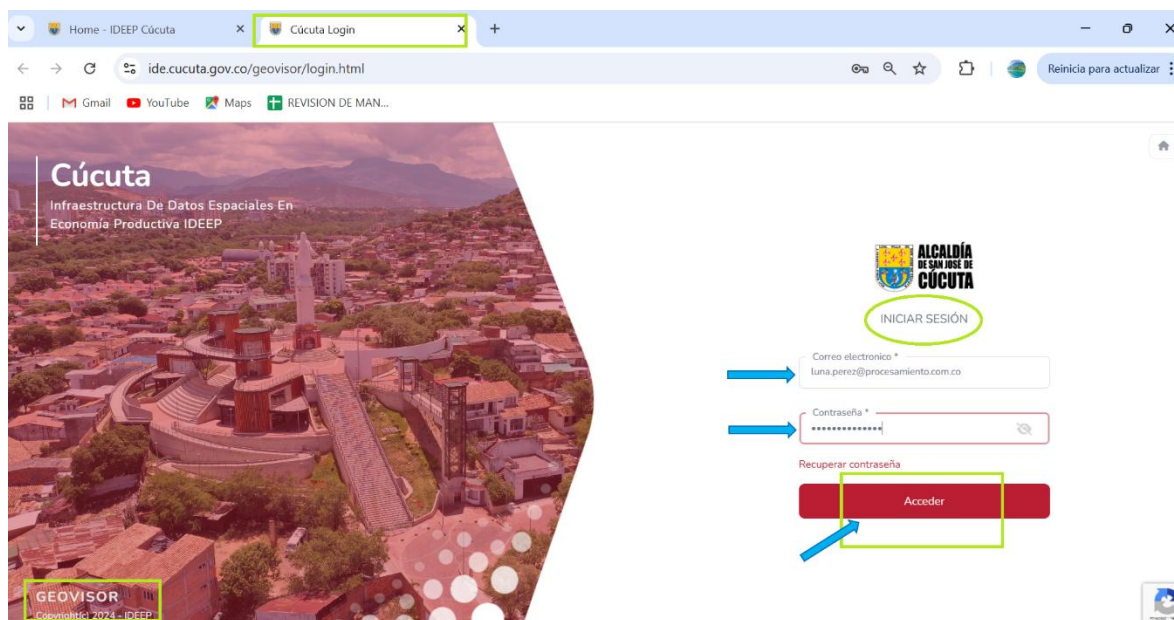 Home - IDEEP Cúcuta
Cúcuta Login
ide.cucuta.gov.co/geovisor/login.html
Reinicia para actualizar
Gmail
YouTube
Maps
REVISION DE MAN...
Cúcuta
Infraestructura De Datos Espaciales En
Economía Productiva IDEEP
ALCALDÍA
DE SAN JOSÉ DE
CÚCUTA
INICIAR SESIÓN
Correo electronico *
luna.perez@procesamiento.com.co
Contraseña *
Recuperar contraseña
Acceder
GEOVISOR
Copyright(c) 2024 - IDEEP